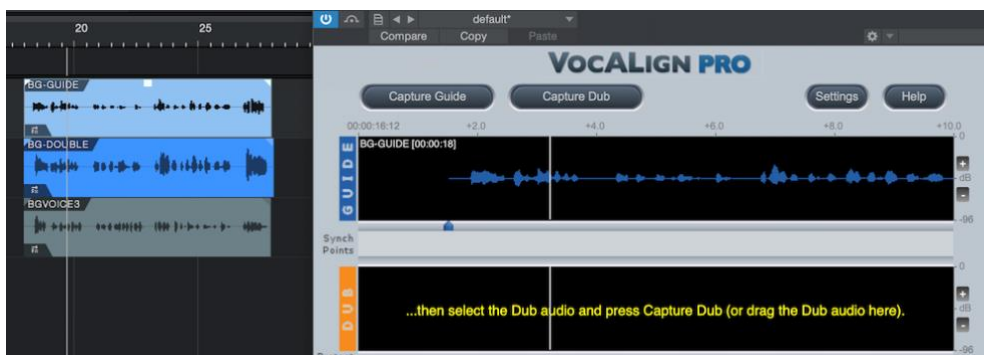 20 25
BG-GUIDE
BG-DOUBLE
BGVOICE3
default*
Compare Copy Paste
VOCALIGN PRO
Capture Guide Capture Dub Settings Help
00:00:16:12 +2.0 +4.0 +6.0 +8.0 +10.0
GUIDE
BG-GUIDE [00:00:18]
0
+
dB
-
-96
Synch
Points
DUB
0
...then select the Dub audio and press Capture Dub (or drag the Dub audio here).
+
dB
-
-96